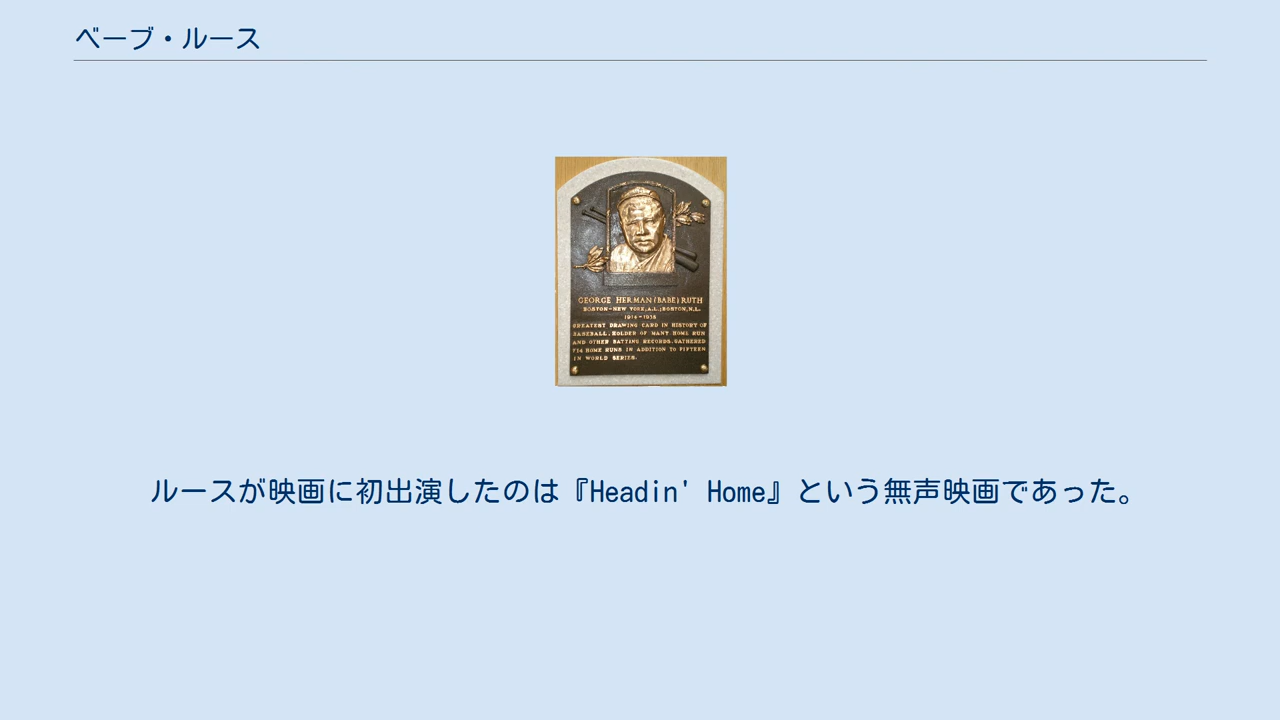 ベーブ・ルース
GEORGE HERMAN (BABE) RUTH
BOSTON-NEW YORK, A.L.; BOSTON, N.L.
1914-1935
GREATEST DRAWING CARD IN HISTORY OF
BASEBALL. HOLDER OF MANY HOME RUN
AND OTHER BATTING RECORDS. GATHERED
714 HOME RUNS IN ADDITION TO FIFTEEN
IN WORLD SERIES.
ルースが映画に初出演したのは『Headin' Home』という無声映画であった。